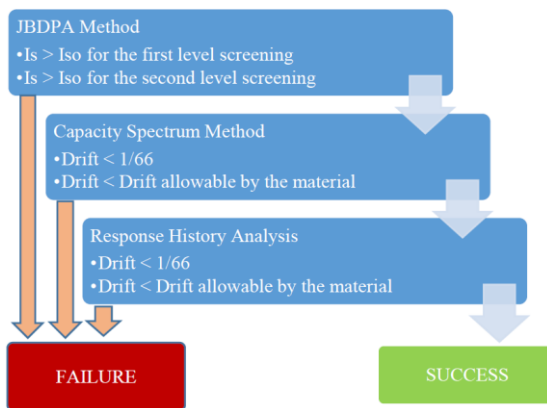 JBDPA Method
•Is > Iso for the first level screening
•Is > Iso for the second level screening
Capacity Spectrum Method
•Drift < 1/66
•Drift < Drift allowable by the material
Response History Analysis
•Drift < 1/66
•Drift < Drift allowable by the material
FAILURE
SUCCESS